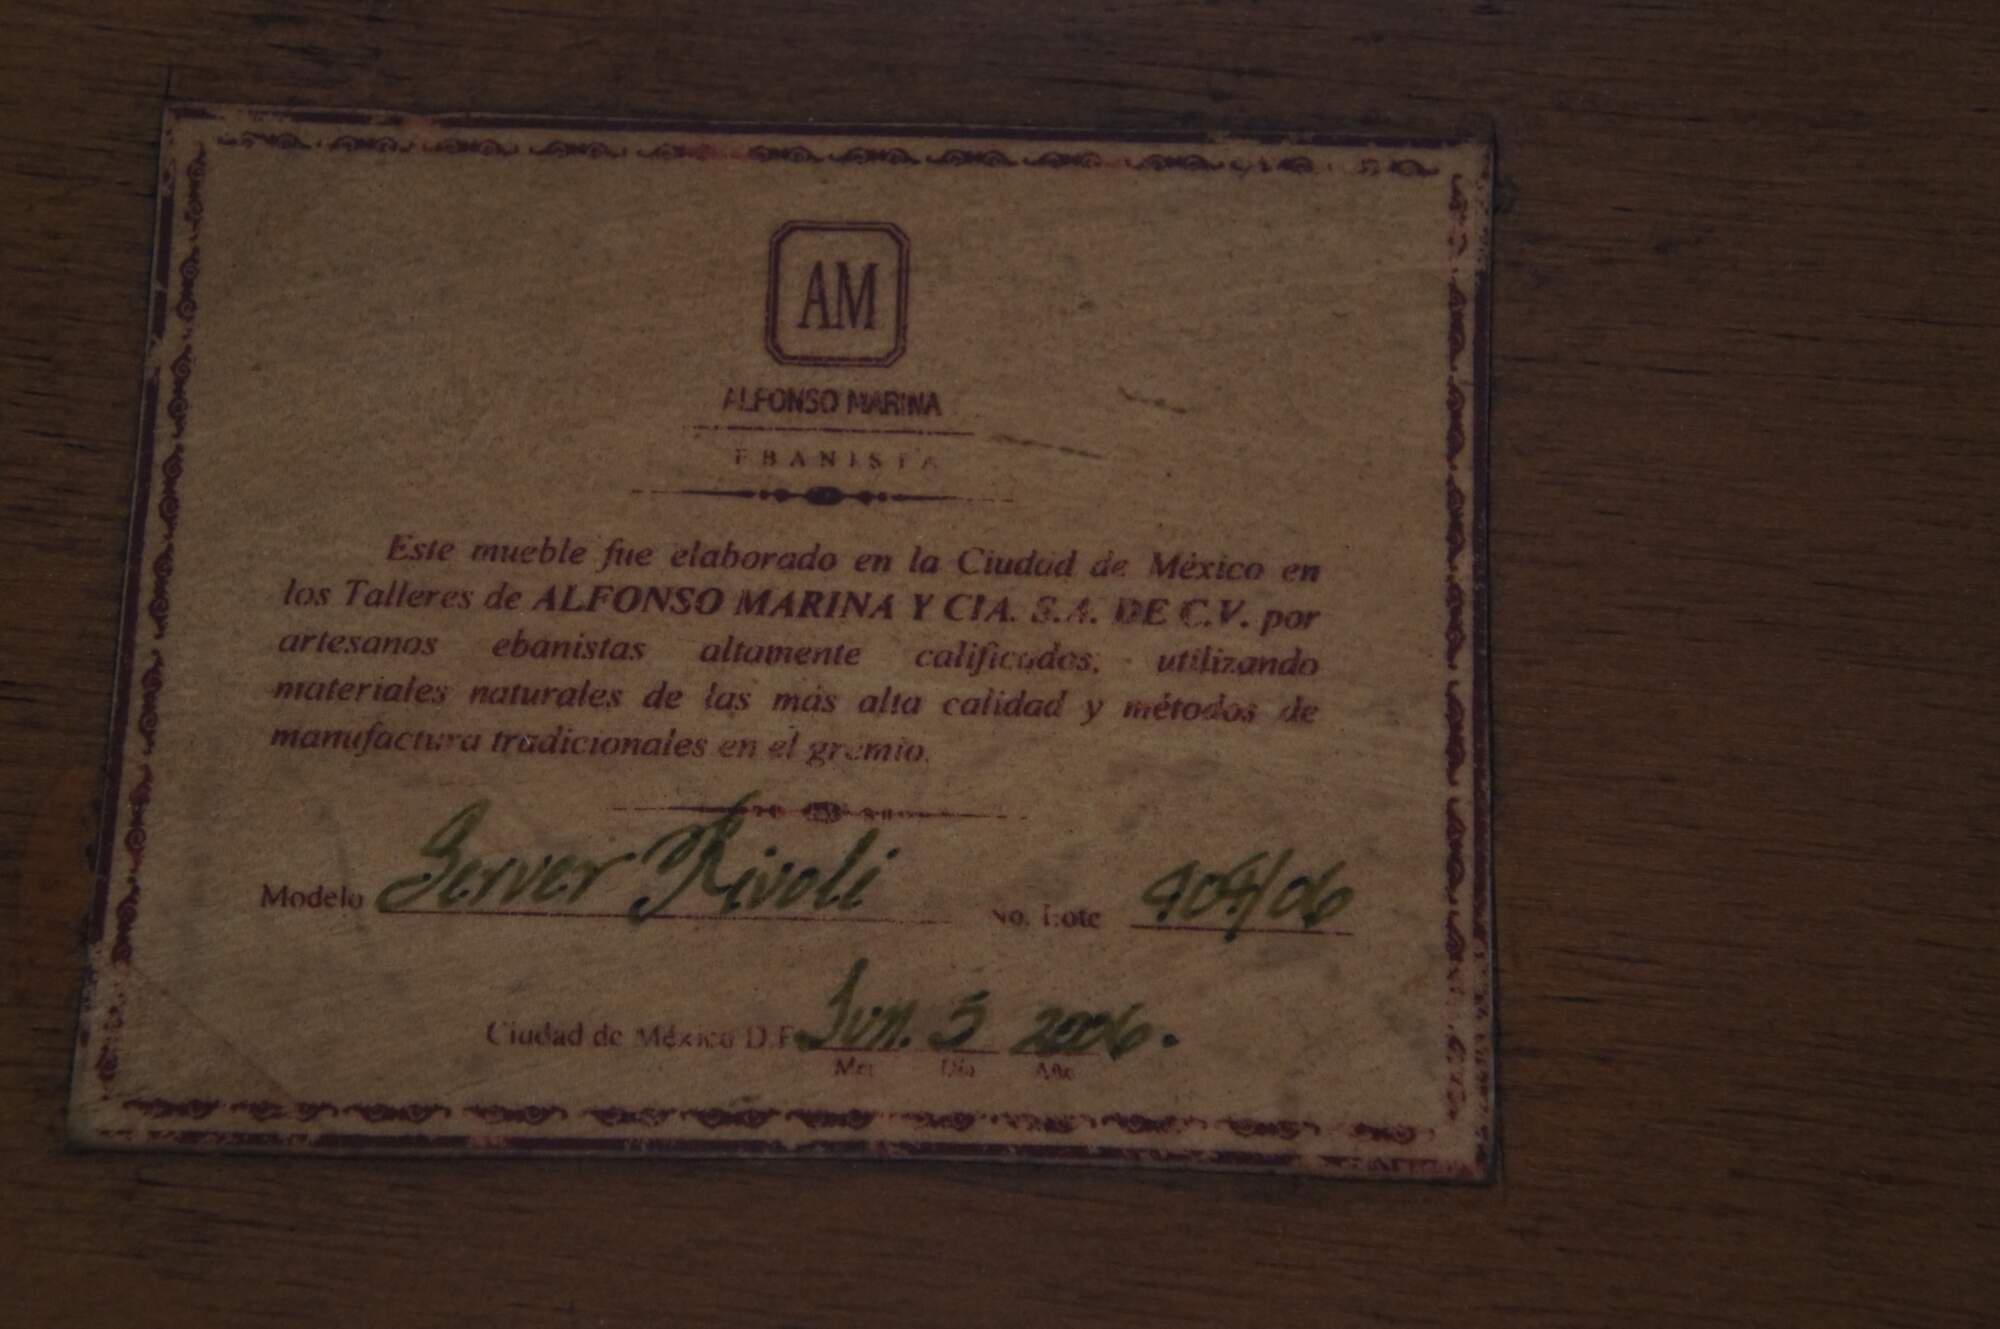 AM
ALFONSO MARINA
EBANISTA
Este mueble fue elaborado en la Ciudad de México en
los Talleres de ALFONSO MARINA Y CIA. S.A. DE C.V. por
artesanos ebanistas altamente calificados, utilizando
materiales naturales de las más alta calidad y métodos de
manufactura tradicionales en el gremio.
Modelo Server Rivoli No. Lote 404/06
Ciudad de México D.F. Jun. 5 2006.
Mes Día Año